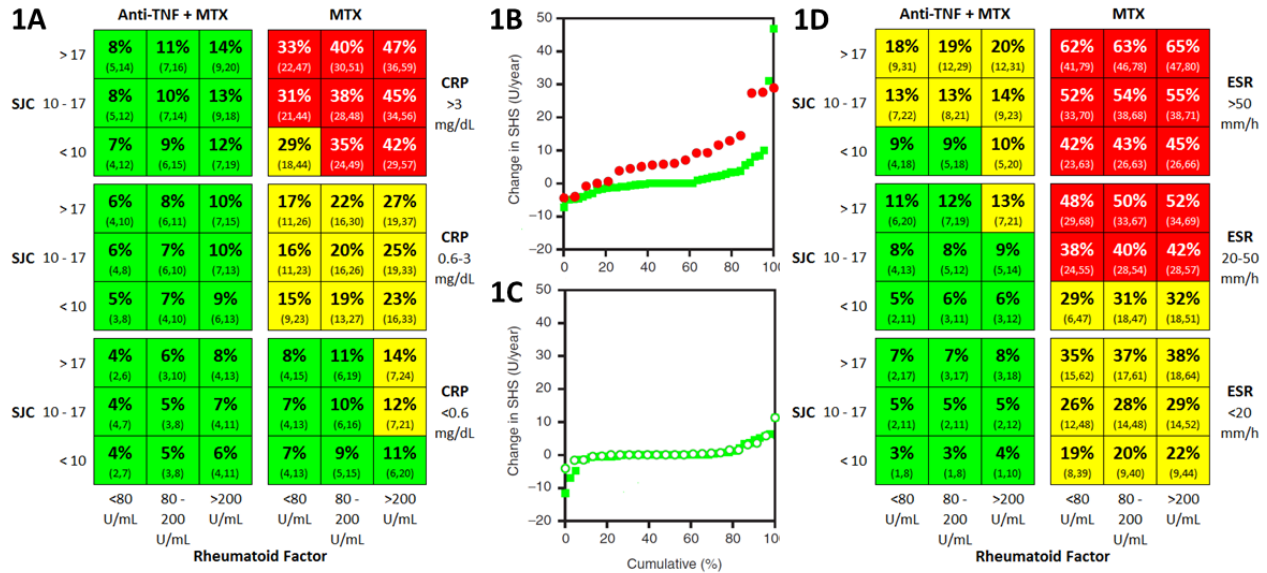 1A
Anti-TNF + MTX MTX
> 17 8% 11% 14% 33% 40% 47%
(5,14) (7,16) (9,20) (22,47) (30,51) (36,59)
CRP
>3
mg/dL
SJC 10 - 17 8% 10% 13% 31% 38% 45%
(5,12) (7,14) (9,18) (21,44) (28,48) (34,56)
< 10 7% 9% 12% 29% 35% 42%
(4,12) (6,15) (7,19) (18,44) (24,49) (29,57)
> 17 6% 8% 10% 17% 22% 27%
(4,10) (6,11) (7,15) (11,26) (16,30) (19,37)
CRP
0.6-3
mg/dL
SJC 10 - 17 6% 7% 10% 16% 20% 25%
(4,8) (6,10) (7,13) (11,23) (16,26) (19,33)
< 10 5% 7% 9% 15% 19% 23%
(3,8) (4,10) (6,13) (9,23) (13,27) (16,33)
> 17 4% 6% 8% 8% 11% 14%
(2,6) (3,10) (4,13) (4,15) (6,19) (7,24)
CRP
<0.6
mg/dL
SJC 10 - 17 4% 5% 7% 7% 10% 12%
(4,7) (3,8) (4,11) (4,13) (6,16) (7,21)
< 10 4% 5% 6% 7% 9% 11%
(2,7) (3,8) (4,11) (4,13) (5,15) (6,20)
<80 80 - >200 <80 80 - >200
U/mL 200 U/mL U/mL 200 U/mL
U/mL U/mL
Rheumatoid Factor
1B
Change in SHS (U/year)
50
40
30
20
10
0
−10
−20
0 20 40 60 80 100
1C
Change in SHS (U/year)
50
40
30
20
10
0
−10
−20
0 20 40 60 80 100
Cumulative (%)
1D
Anti-TNF + MTX MTX
> 17 18% 19% 20% 62% 63% 65%
(9,31) (12,29) (12,31) (41,79) (46,78) (47,80)
ESR
>50
mm/h
SJC 10 - 17 13% 13% 14% 52% 54% 55%
(7,22) (8,21) (9,23) (33,70) (38,68) (38,71)
< 10 9% 9% 10% 42% 43% 45%
(4,18) (5,18) (5,20) (23,63) (26,63) (26,66)
> 17 11% 12% 13% 48% 50% 52%
(6,20) (7,19) (7,21) (29,68) (33,67) (34,69)
ESR
20-50
mm/h
SJC 10 - 17 8% 8% 9% 38% 40% 42%
(4,13) (5,12) (5,14) (24,55) (28,54) (28,57)
< 10 5% 6% 6% 29% 31% 32%
(2,11) (3,11) (3,12) (6,47) (18,47) (18,51)
> 17 7% 7% 8% 35% 37% 38%
(2,17) (3,17) (3,18) (15,62) (17,61) (18,64)
ESR
<20
mm/h
SJC 10 - 17 5% 5% 5% 26% 28% 29%
(2,11) (2,11) (2,12) (12,48) (14,48) (14,52)
< 10 3% 3% 4% 19% 20% 22%
(1,8) (1,8) (1,10) (8,39) (9,40) (9,44)
<80 80 - >200 <80 80 - >200
U/mL 200 U/mL U/mL 200 U/mL
U/mL U/mL
Rheumatoid Factor